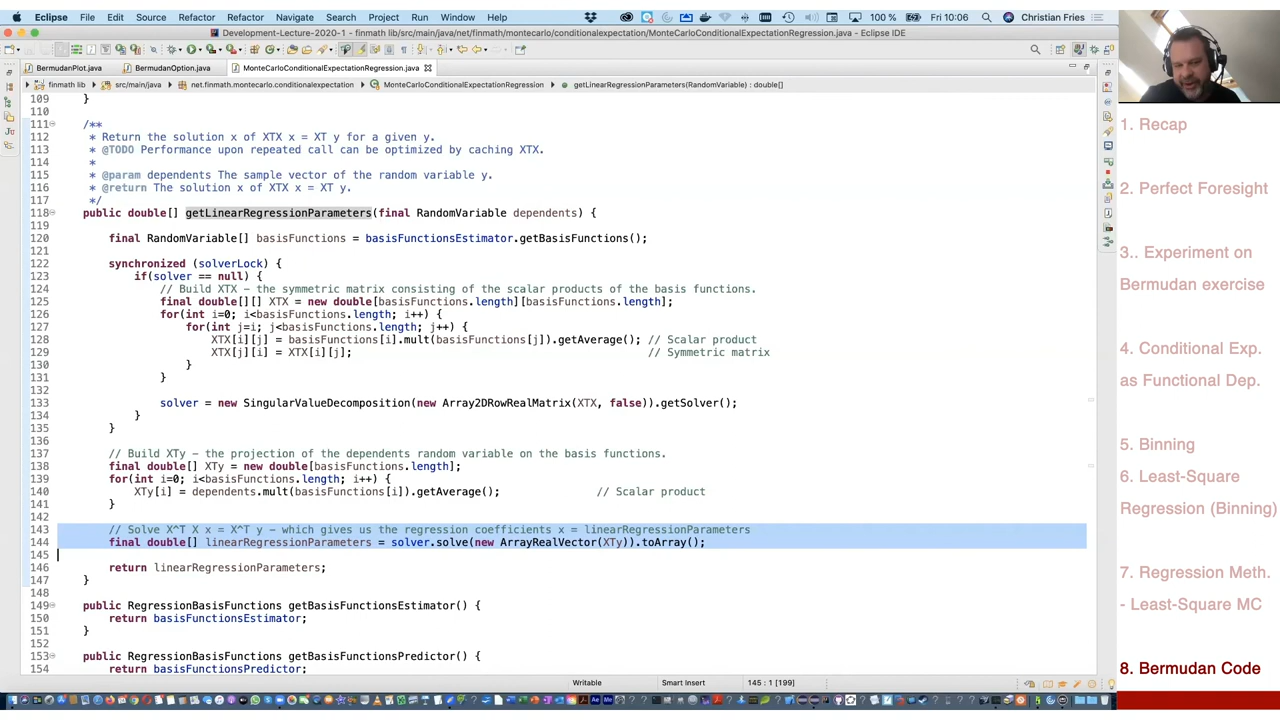 Eclipse File Edit Source Refactor Refactor Navigate Search Project Run Window Help 100 % Fri 10:06 Christian Fries
Development-Lecture-2020-1 - finmath lib/src/main/java/net/finmath/montecarlo/conditionalexpectation/MonteCarloConditionalExpectationRegression.java - Eclipse IDE
BermudanPlot.java BermudanOption.java MonteCarloConditionalExpectationRegression.java
finmath lib src/main/java net.finmath.montecarlo.conditionalexpectation MonteCarloConditionalExpectationRegression getLinearRegressionParameters(RandomVariable) : double[]
109 }
110
111 /**
112 * Return the solution x of XTX x = XT y for a given y.
113 * @TODO Performance upon repeated call can be optimized by caching XTX.
114 *
115 * @param dependents The sample vector of the random variable y.
116 * @return The solution x of XTX x = XT y.
117 */
118 public double[] getLinearRegressionParameters(final RandomVariable dependents) {
119
120 final RandomVariable[] basisFunctions = basisFunctionsEstimator.getBasisFunctions();
121
122 synchronized (solverLock) {
123 if(solver == null) {
124 // Build XTX - the symmetric matrix consisting of the scalar products of the basis functions.
125 final double[][] XTX = new double[basisFunctions.length][basisFunctions.length];
126 for(int i=0; i<basisFunctions.length; i++) {
127 for(int j=i; j<basisFunctions.length; j++) {
128 XTX[i][j] = basisFunctions[i].mult(basisFunctions[j]).getAverage(); // Scalar product
129 XTX[j][i] = XTX[i][j]; // Symmetric matrix
130 }
131 }
132
133 solver = new SingularValueDecomposition(new Array2DRowRealMatrix(XTX, false)).getSolver();
134 }
135 }
136
137 // Build XTy - the projection of the dependents random variable on the basis functions.
138 final double[] XTy = new double[basisFunctions.length];
139 for(int i=0; i<basisFunctions.length; i++) {
140 XTy[i] = dependents.mult(basisFunctions[i]).getAverage(); // Scalar product
141 }
142
143 // Solve X^T X x = X^T y - which gives us the regression coefficients x = linearRegressionParameters
144 final double[] linearRegressionParameters = solver.solve(new ArrayRealVector(XTy)).toArray();
145
146 return linearRegressionParameters;
147 }
148
149 public RegressionBasisFunctions getBasisFunctionsEstimator() {
150 return basisFunctionsEstimator;
151 }
152
153 public RegressionBasisFunctions getBasisFunctionsPredictor() {
154 return basisFunctionsPredictor;
Writable Smart Insert 145 : 1 [199]
1. Recap
2. Perfect Foresight
3.. Experiment on
Bermudan exercise
4. Conditional Exp.
as Functional Dep.
5. Binning
6. Least-Square
Regression (Binning)
7. Regression Meth.
- Least-Square MC
8. Bermudan Code